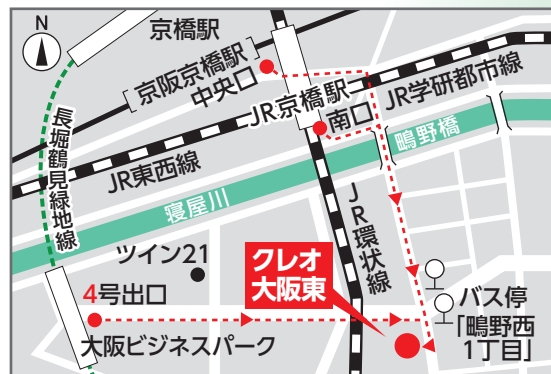 N
京橋駅
京阪京橋駅
中央口
JR京橋駅
南口
JR学研都市線
鴫野橋
長堀鶴見緑地線
JR東西線
寝屋川
JR環状線
ツイン21
クレオ
大阪東
4号出口
大阪ビジネスパーク
バス停
「鴫野西
1丁目」